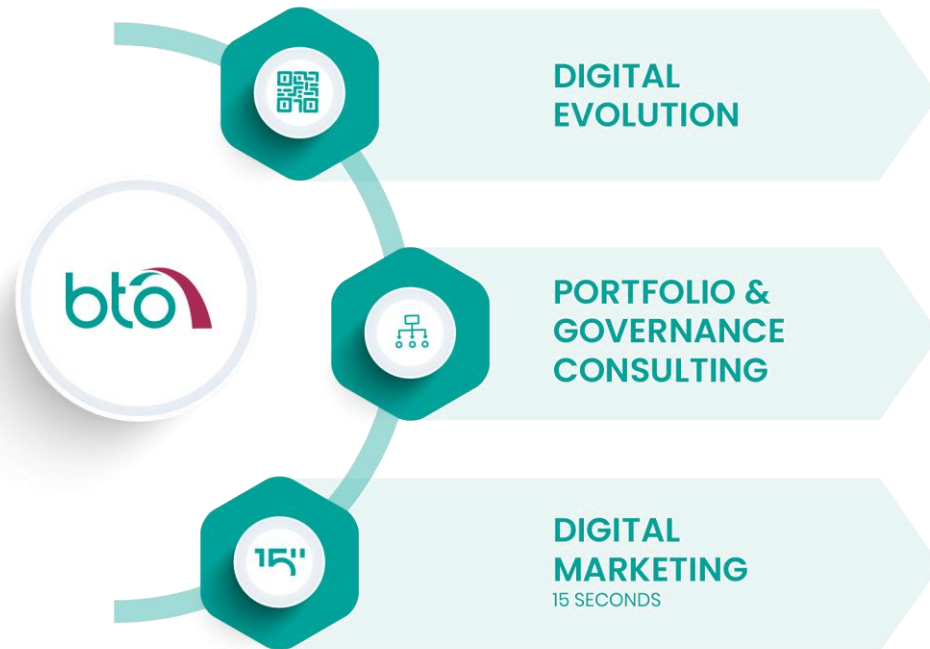 bto
DIGITAL
EVOLUTION
PORTFOLIO &
GOVERNANCE
CONSULTING
15"
DIGITAL
MARKETING
15 SECONDS